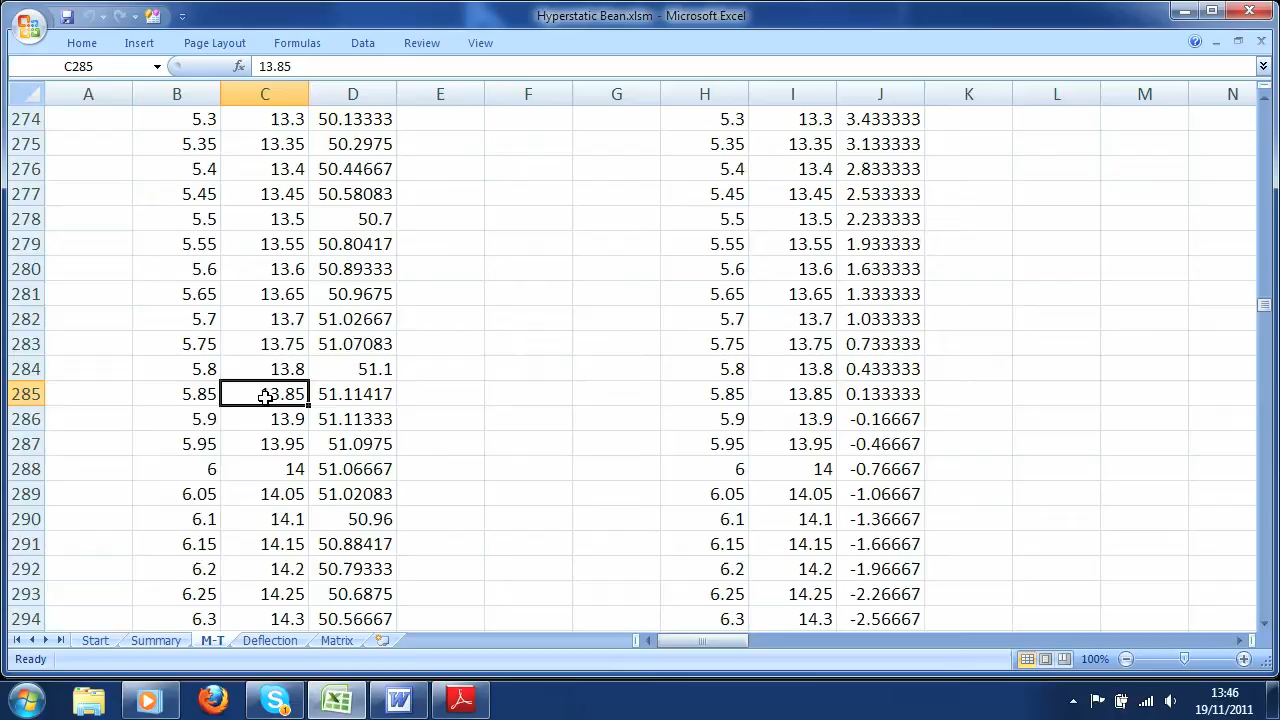 Hyperstatic Bean.xlsm - Microsoft Excel
Home Insert Page Layout Formulas Data Review View
C285 fx 13.85
A B C D E F G H I J K L M N
274 5.3 13.3 50.13333 5.3 13.3 3.433333
275 5.35 13.35 50.2975 5.35 13.35 3.133333
276 5.4 13.4 50.44667 5.4 13.4 2.833333
277 5.45 13.45 50.58083 5.45 13.45 2.533333
278 5.5 13.5 50.7 5.5 13.5 2.233333
279 5.55 13.55 50.80417 5.55 13.55 1.933333
280 5.6 13.6 50.89333 5.6 13.6 1.633333
281 5.65 13.65 50.9675 5.65 13.65 1.333333
282 5.7 13.7 51.02667 5.7 13.7 1.033333
283 5.75 13.75 51.07083 5.75 13.75 0.733333
284 5.8 13.8 51.1 5.8 13.8 0.433333
285 5.85 13.85 51.11417 5.85 13.85 0.133333
286 5.9 13.9 51.11333 5.9 13.9 -0.16667
287 5.95 13.95 51.0975 5.95 13.95 -0.46667
288 6 14 51.06667 6 14 -0.76667
289 6.05 14.05 51.02083 6.05 14.05 -1.06667
290 6.1 14.1 50.96 6.1 14.1 -1.36667
291 6.15 14.15 50.88417 6.15 14.15 -1.66667
292 6.2 14.2 50.79333 6.2 14.2 -1.96667
293 6.25 14.25 50.6875 6.25 14.25 -2.26667
294 6.3 14.3 50.56667 6.3 14.3 -2.56667
Start Summary M-T Deflection Matrix
Ready 100%
13:46
19/11/2011